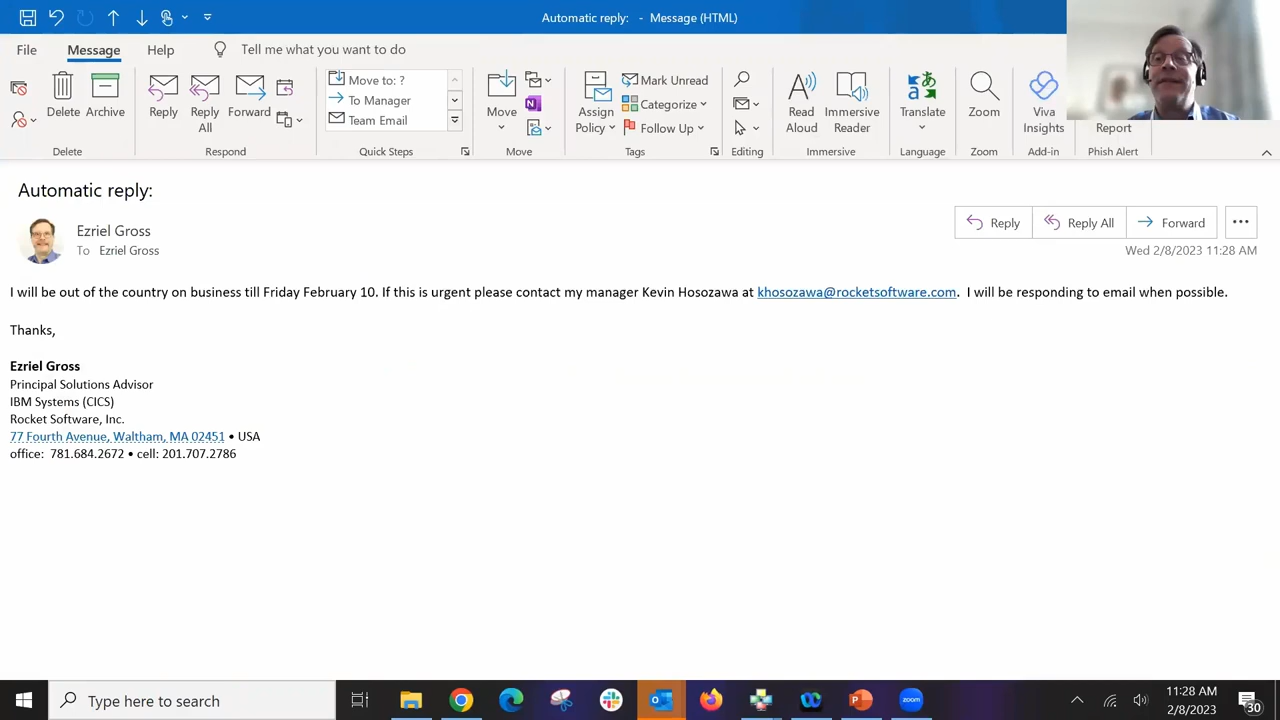 Automatic reply:   -  Message (HTML)
File Message Help Tell me what you want to do
Delete Archive Reply Reply All Forward Move to: ? To Manager Team Email Move Assign Policy Mark Unread Categorize Follow Up Read Aloud Immersive Reader Translate Zoom Viva Insights Report
Delete Respond Quick Steps Move Tags Editing Immersive Language Zoom Add-in Phish Alert
Automatic reply:
Ezriel Gross
To Ezriel Gross
Reply Reply All Forward
Wed 2/8/2023 11:28 AM
I will be out of the country on business till Friday February 10. If this is urgent please contact my manager Kevin Hosozawa at khosozawa@rocketsoftware.com.  I will be responding to email when possible.
Thanks,
Ezriel Gross
Principal Solutions Advisor
IBM Systems (CICS)
Rocket Software, Inc.
77 Fourth Avenue, Waltham, MA 02451 • USA
office:  781.684.2672 • cell: 201.707.2786
Type here to search
zoom
11:28 AM
2/8/2023
30